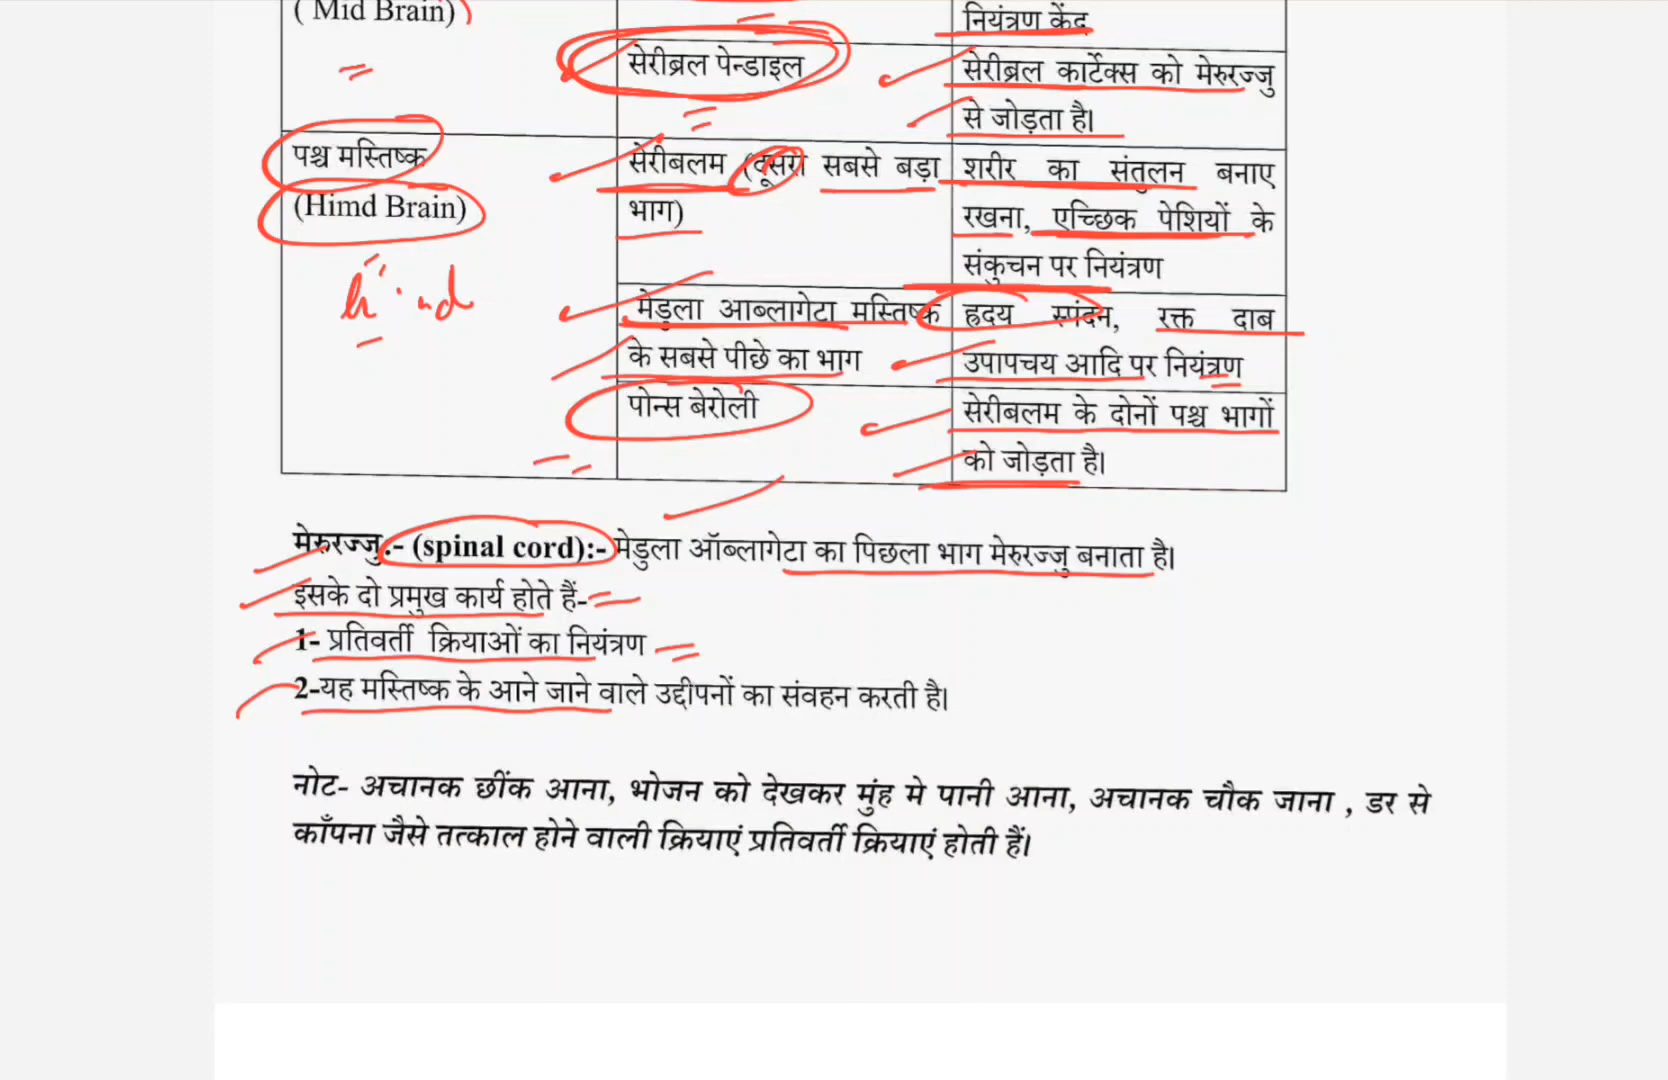 ( Mid Brain)
नियंत्रण केंद
सेरीब्रल पेन्डाइल
सेरीब्रल कार्टेक्स को मेरुरज्जु
से जोड़ता है।
पश्च मस्तिष्क
(Himd Brain)
hind
सेरीबलम (दूसरा सबसे बड़ा
भाग)
शरीर का संतुलन बनाए
रखना, एच्छिक पेशियों के
संकुचन पर नियंत्रण
मेडुला आब्लागेटा मस्तिष्क
के सबसे पीछे का भाग
ह्रदय स्पंदन, रक्त दाब
उपापचय आदि पर नियंत्रण
पोन्स बेरोली
सेरीबलम के दोनों पश्च भागों
को जोड़ता है।
मेरुरज्जु:- (spinal cord):- मेडुला ऑब्लागेटा का पिछला भाग मेरुरज्जु बनाता है।
इसके दो प्रमुख कार्य होते हैं-
1- प्रतिवर्ती क्रियाओं का नियंत्रण
2-यह मस्तिष्क के आने जाने वाले उद्दीपनों का संवहन करती है।
नोट- अचानक छींक आना, भोजन को देखकर मुंह मे पानी आना, अचानक चौक जाना , डर से
काँपना जैसे तत्काल होने वाली क्रियाएं प्रतिवर्ती क्रियाएं होती हैं।